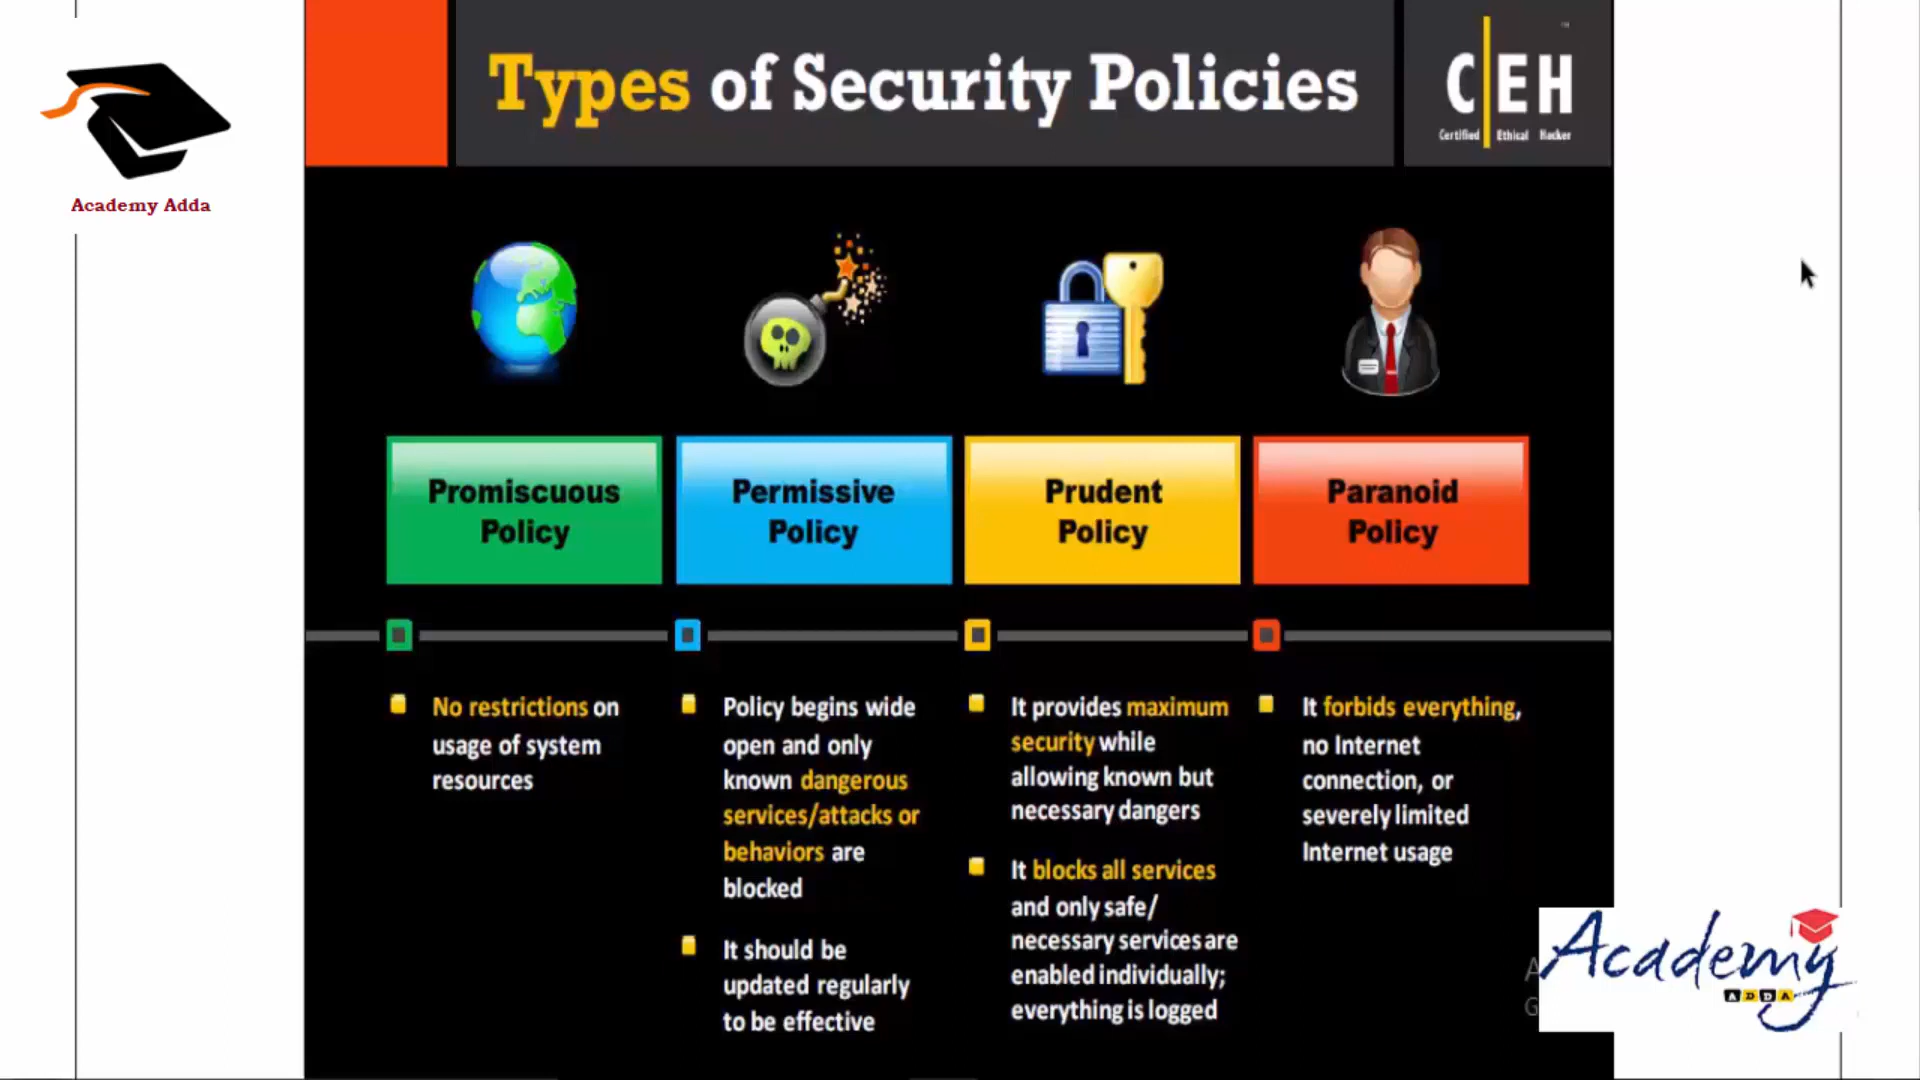 Academy Adda
Types of Security Policies
C|EH
Certified Ethical Hacker
TM
Promiscuous
Policy
Permissive
Policy
Prudent
Policy
Paranoid
Policy
No restrictions on
usage of system
resources
Policy begins wide
open and only
known dangerous
services/attacks or
behaviors are
blocked
It should be
updated regularly
to be effective
It provides maximum
security while
allowing known but
necessary dangers
It blocks all services
and only safe/
necessary services are
enabled individually;
everything is logged
It forbids everything,
no Internet
connection, or
severely limited
Internet usage
Academy
ADDA